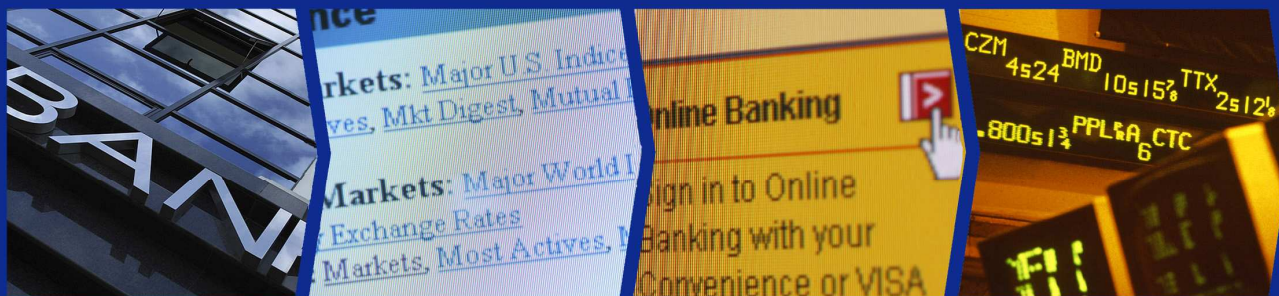 BAN
nce
rkets: Major U.S. Indice
ves, Mkt Digest, Mutual
Markets: Major World I
Exchange Rates
Markets, Most Actives,
nline Banking
ign in to Online
Banking with your
Convenience or VISA
CZM 4s24 BMD 10s15⅞ TTX 2s12⅛
.800s1¾ PPL&A 6 CTC